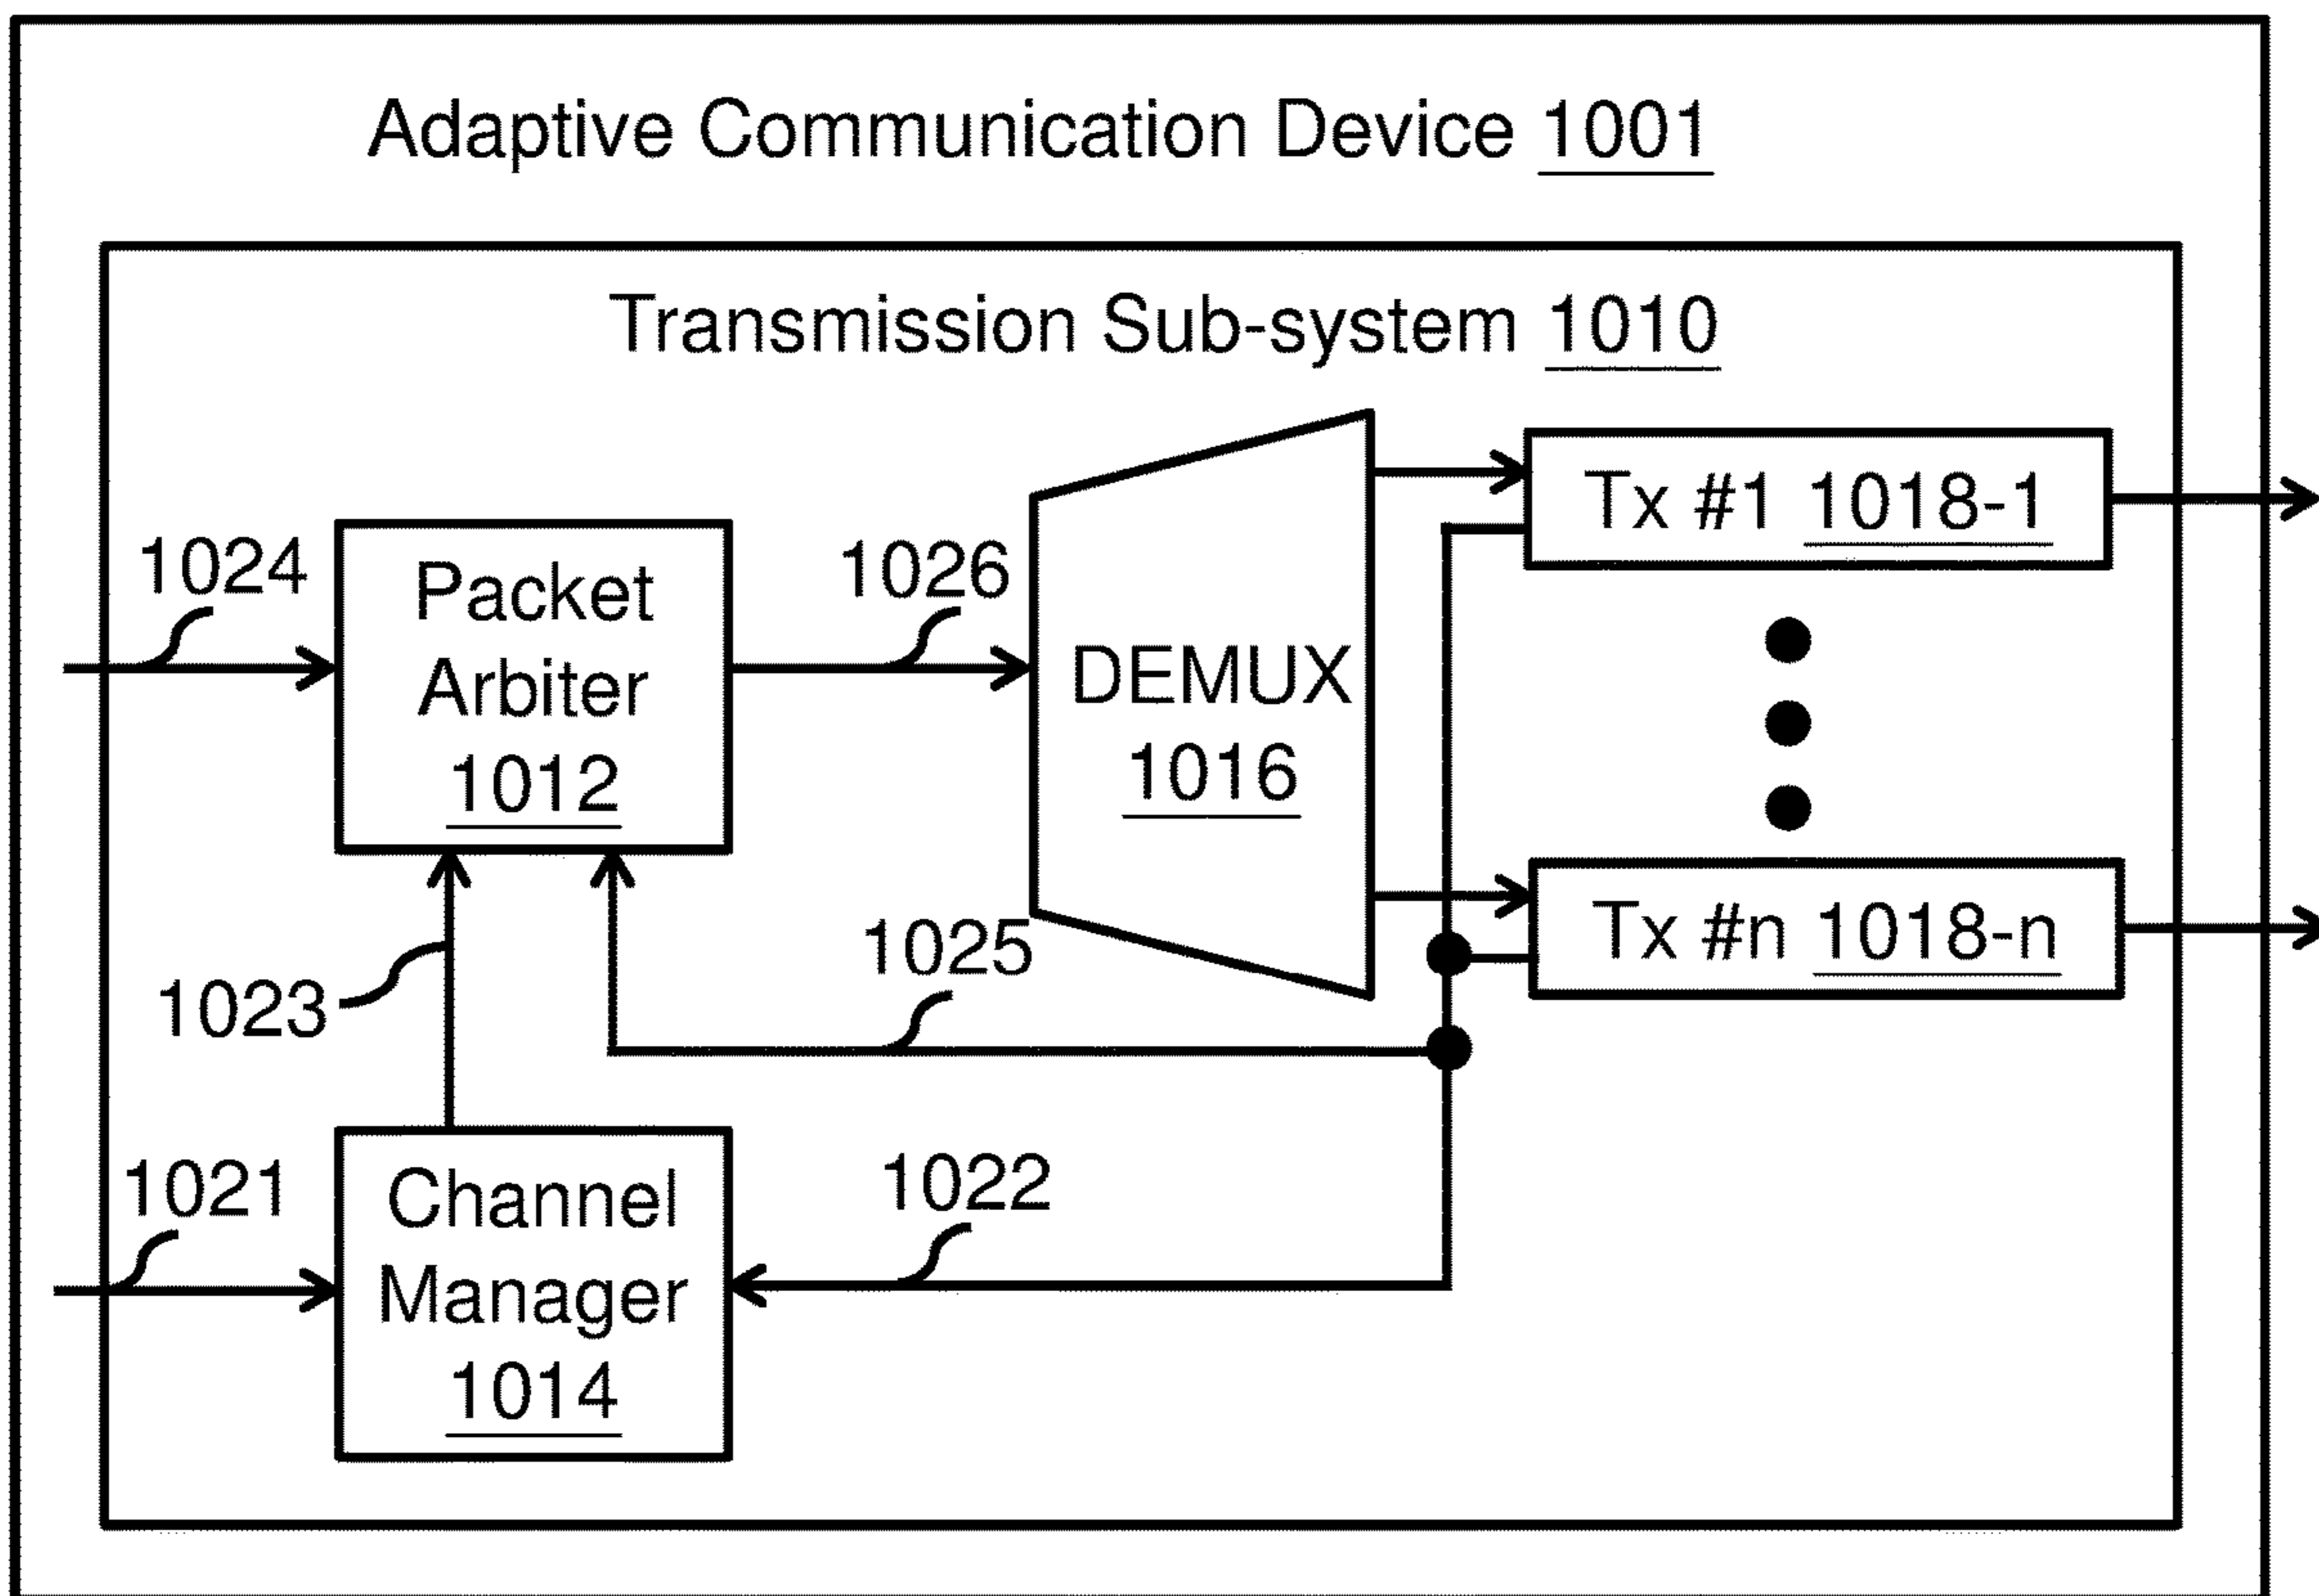 Adaptive Communication Device 1001
Transmission Sub-system 1010
Tx #1 1018-1
1024
Packet
Arbiter
1012
1026
DEMUX
1016
Tx #n 1018-n
1025
1023
1021
Channel
Manager
1014
1022